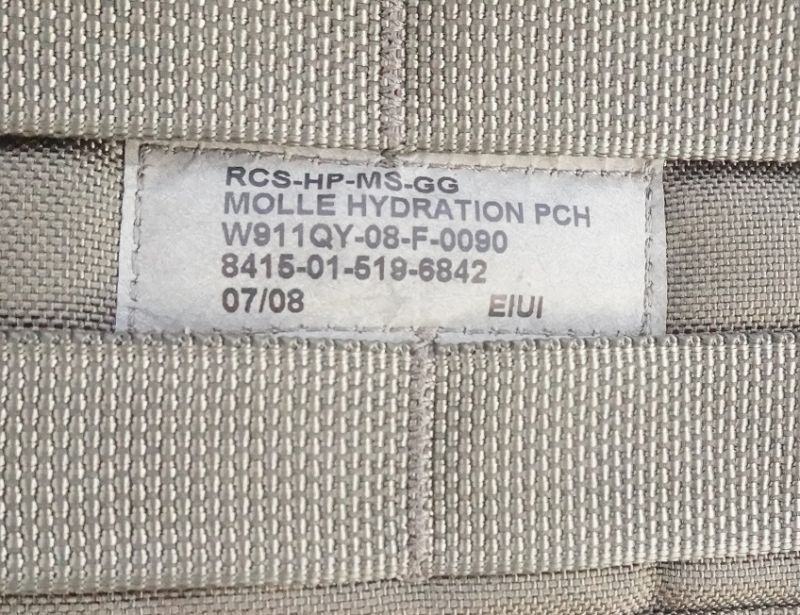 RCS-HP-MS-GG
MOLLE HYDRATION PCH
W911QY-08-F-0090
8415-01-519-6842
07/08 EIUI